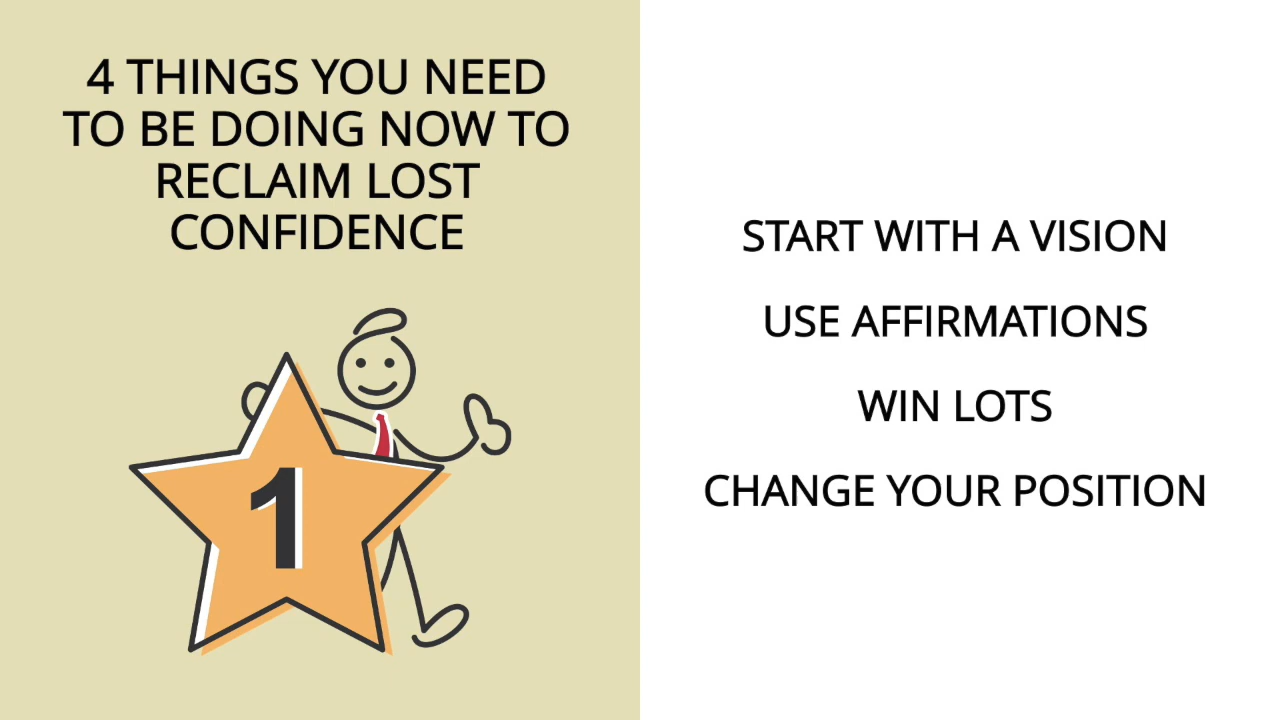 4 THINGS YOU NEED
TO BE DOING NOW TO
RECLAIM LOST
CONFIDENCE
1
START WITH A VISION
USE AFFIRMATIONS
WIN LOTS
CHANGE YOUR POSITION